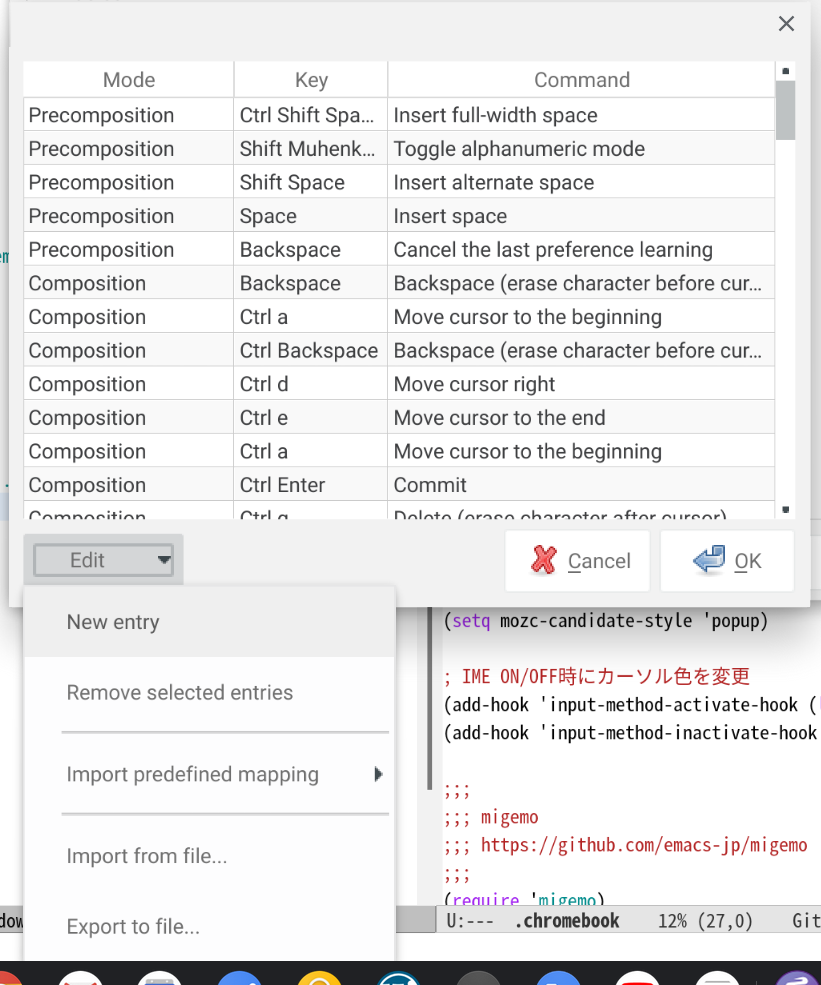 Mode Key Command
Precomposition Ctrl Shift Spa... Insert full-width space
Precomposition Shift Muhenk... Toggle alphanumeric mode
Precomposition Shift Space Insert alternate space
Precomposition Space Insert space
Precomposition Backspace Cancel the last preference learning
Composition Backspace Backspace (erase character before cur...
Composition Ctrl a Move cursor to the beginning
Composition Ctrl Backspace Backspace (erase character before cur...
Composition Ctrl d Move cursor right
Composition Ctrl e Move cursor to the end
Composition Ctrl a Move cursor to the beginning
Composition Ctrl Enter Commit
Composition Ctrl g Delete (erase character after cursor)
Edit Cancel OK
New entry
Remove selected entries
Import predefined mapping
Import from file...
Export to file...
(setq mozc-candidate-style 'popup)
; IME ON/OFF時にカーソル色を変更
(add-hook 'input-method-activate-hook (
(add-hook 'input-method-inactivate-hook
;;;
;;; migemo
;;; https://github.com/emacs-jp/migemo
;;;
(require 'migemo)
U:--- .chromebook 12% (27,0) Git